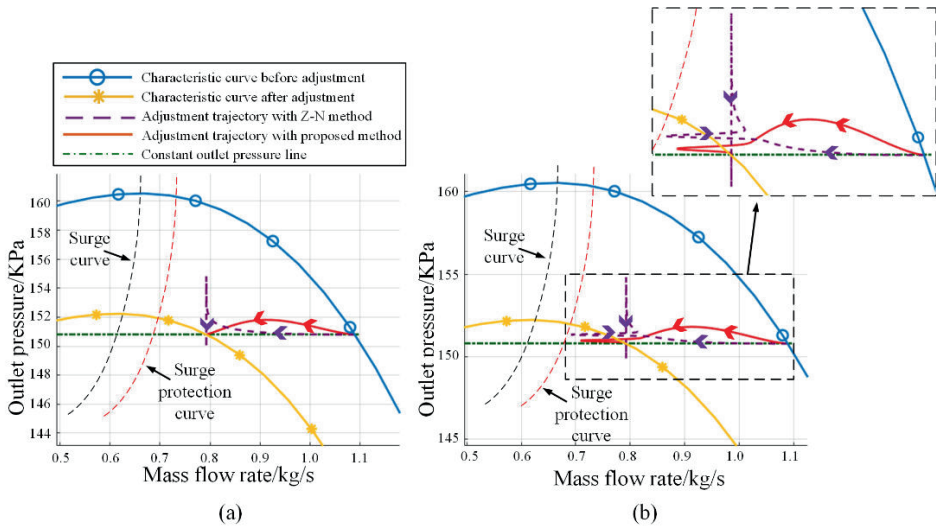 (a)
Characteristic curve before adjustment
Characteristic curve after adjustment
Adjustment trajectory with Z-N method
Adjustment trajectory with proposed method
Constant outlet pressure line
Outlet pressure/KPa
160
158
156
152
150
146
145
144
Surge
curve
Surge
protection
curve
0.5
0.6
0.7
0.8
0.9
1.0
1.1
Mass flow rate/kg/s
(a)
(b)
Outlet pressure/KPa
160
155
150
145
Surge
curve
Surge
protection
curve
0.5
0.6
0.7
0.8
0.9
1.0
1.1
Mass flow rate/kg/s
(b)